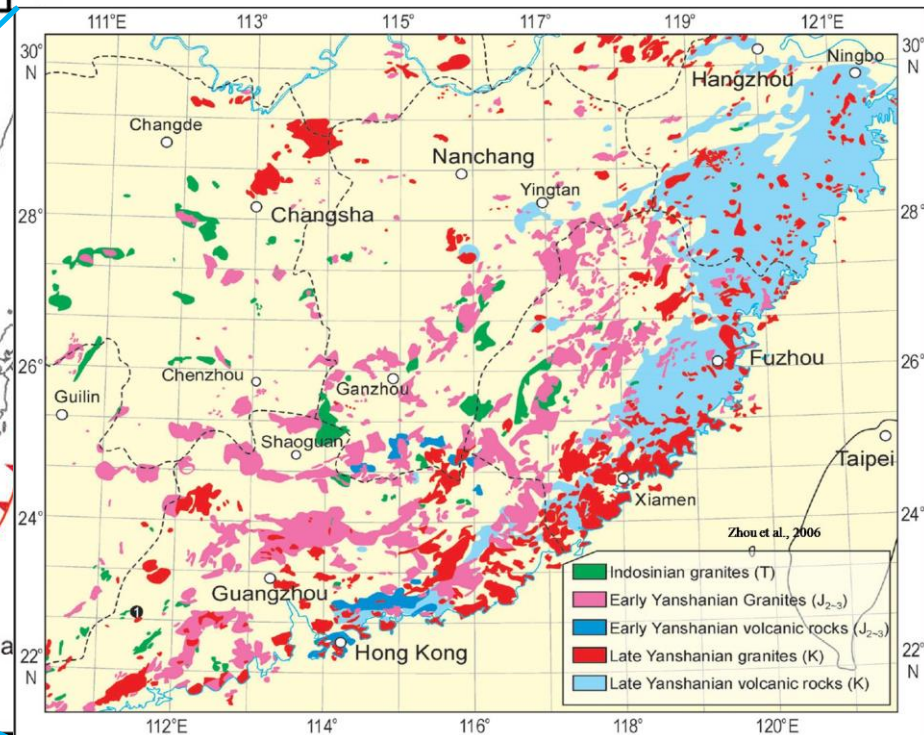 111°E 113° 115° 117° 119° 121°E
30° N
30° N
Ningbo
Hangzhou
Changde
Nanchang
Yingtan
Changsha
28°
28°
26°
26°
Fuzhou
Chenzhou
Ganzhou
Guilin
Shaoguan
Taipei
Xiamen
24°
24°
Zhou et al., 2006
Guangzhou
1
Hong Kong
22° N
22° N
a
Indosinian granites (T)
Early Yanshanian Granites (J₂₋₃)
Early Yanshanian volcanic rocks (J₂₋₃)
Late Yanshanian granites (K)
Late Yanshanian volcanic rocks (K)
112°E 114° 116° 118° 120°E